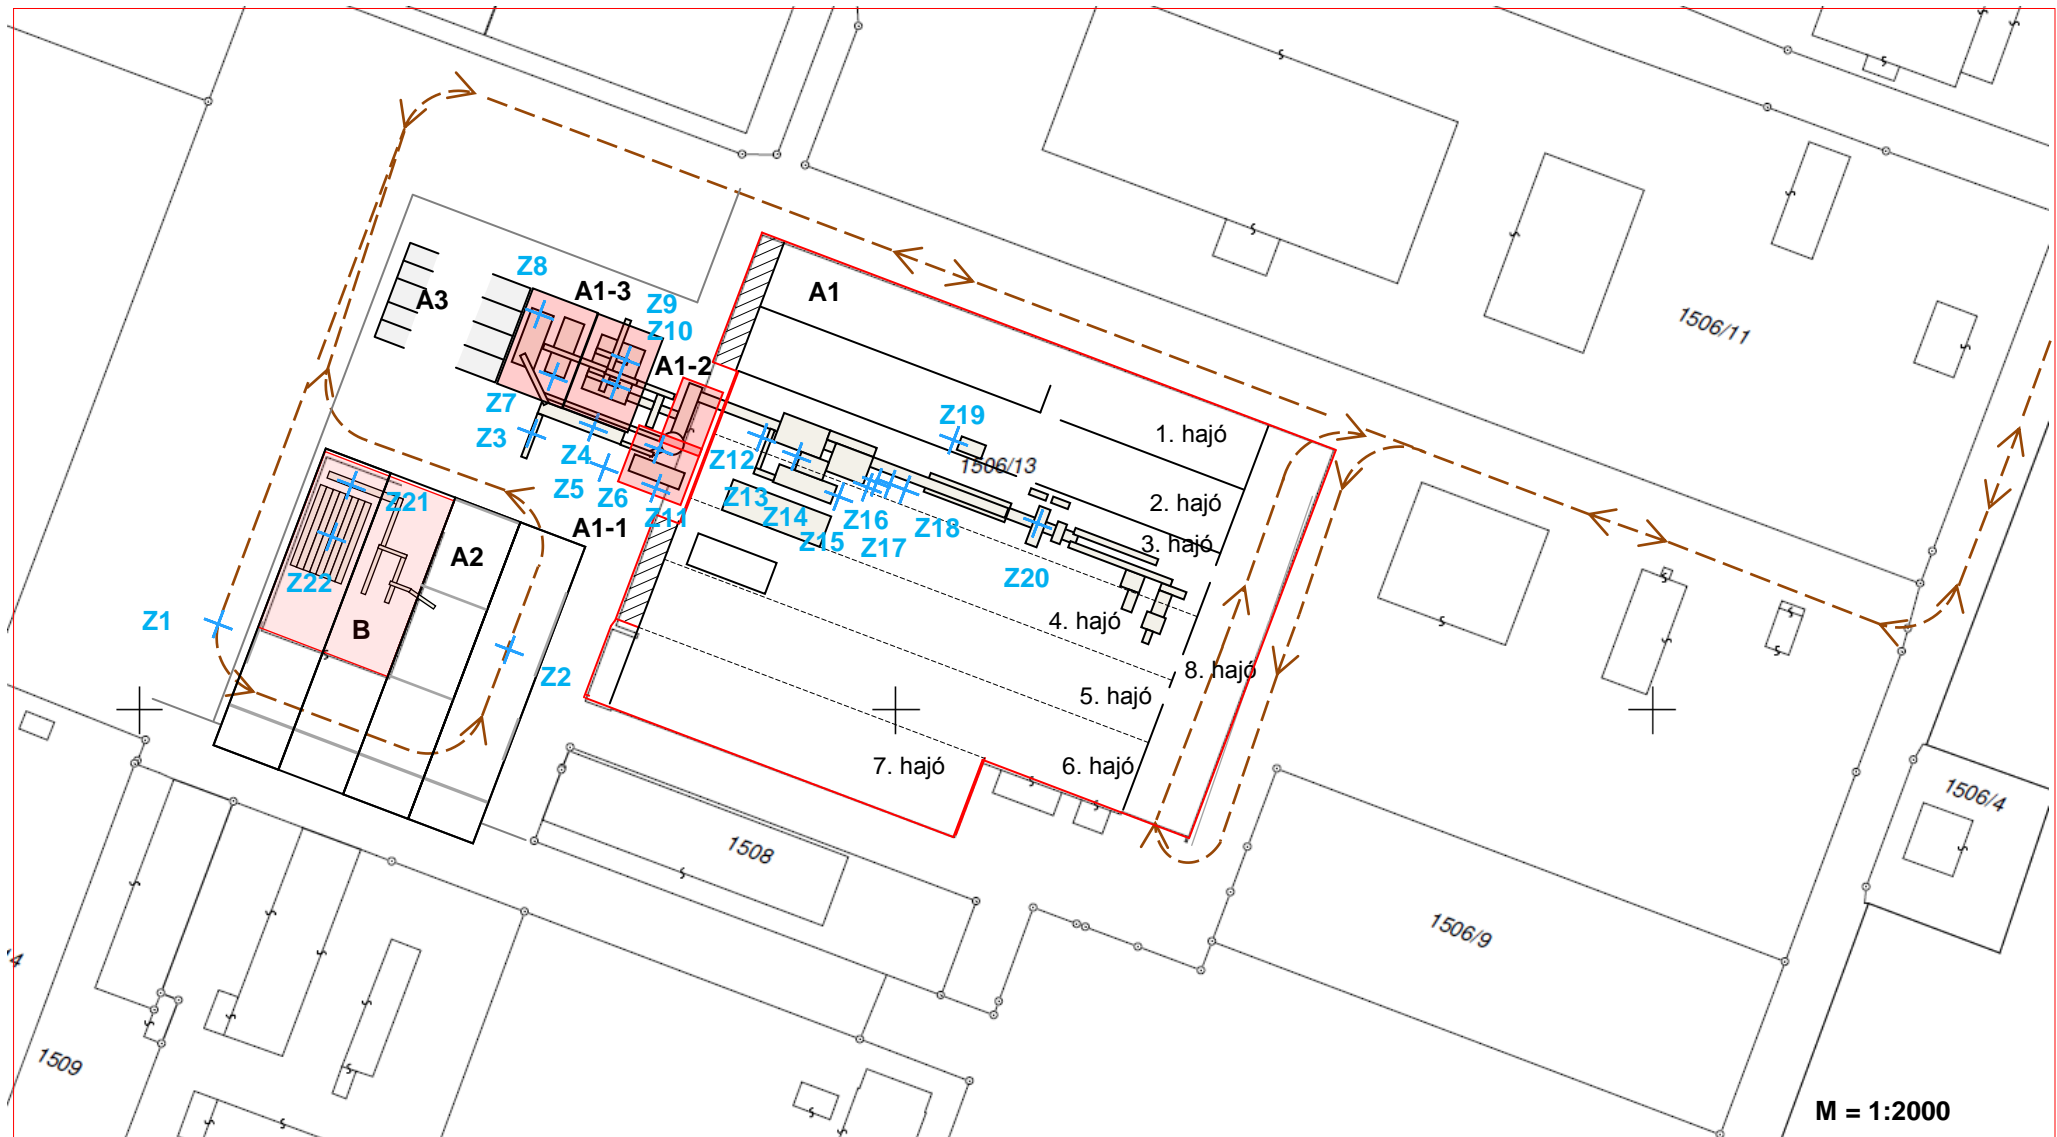 Z8
A1-3
A3
Z9
A1
Z10
1506/11
A1-2
Z7
Z3
Z19
1. hajó
Z4
Z12
1506/13
Z5
Z6
Z21
Z13
2. hajó
Z11
Z14
Z16
Z18
A1-1
Z15
Z17
3. hajó
A2
Z22
Z20
Z1
B
4. hajó
Z2
8. hajó
5. hajó
7. hajó
6. hajó
1506/4
1508
1506/9
1509
M = 1:2000